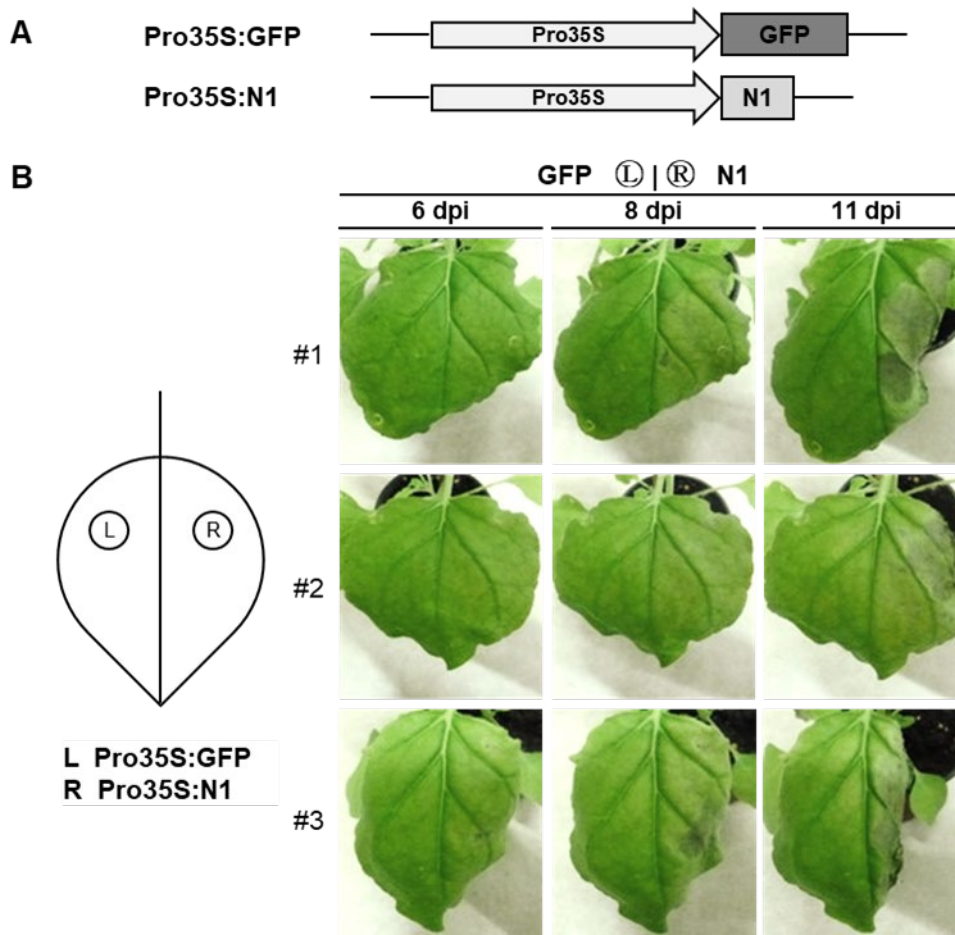 A
Pro35S:GFP
Pro35S
GFP
Pro35S:N1
Pro35S
N1
B
GFP Ⓛ | Ⓡ N1
6 dpi 8 dpi 11 dpi
#1
#2
#3
L R
L Pro35S:GFP
R Pro35S:N1